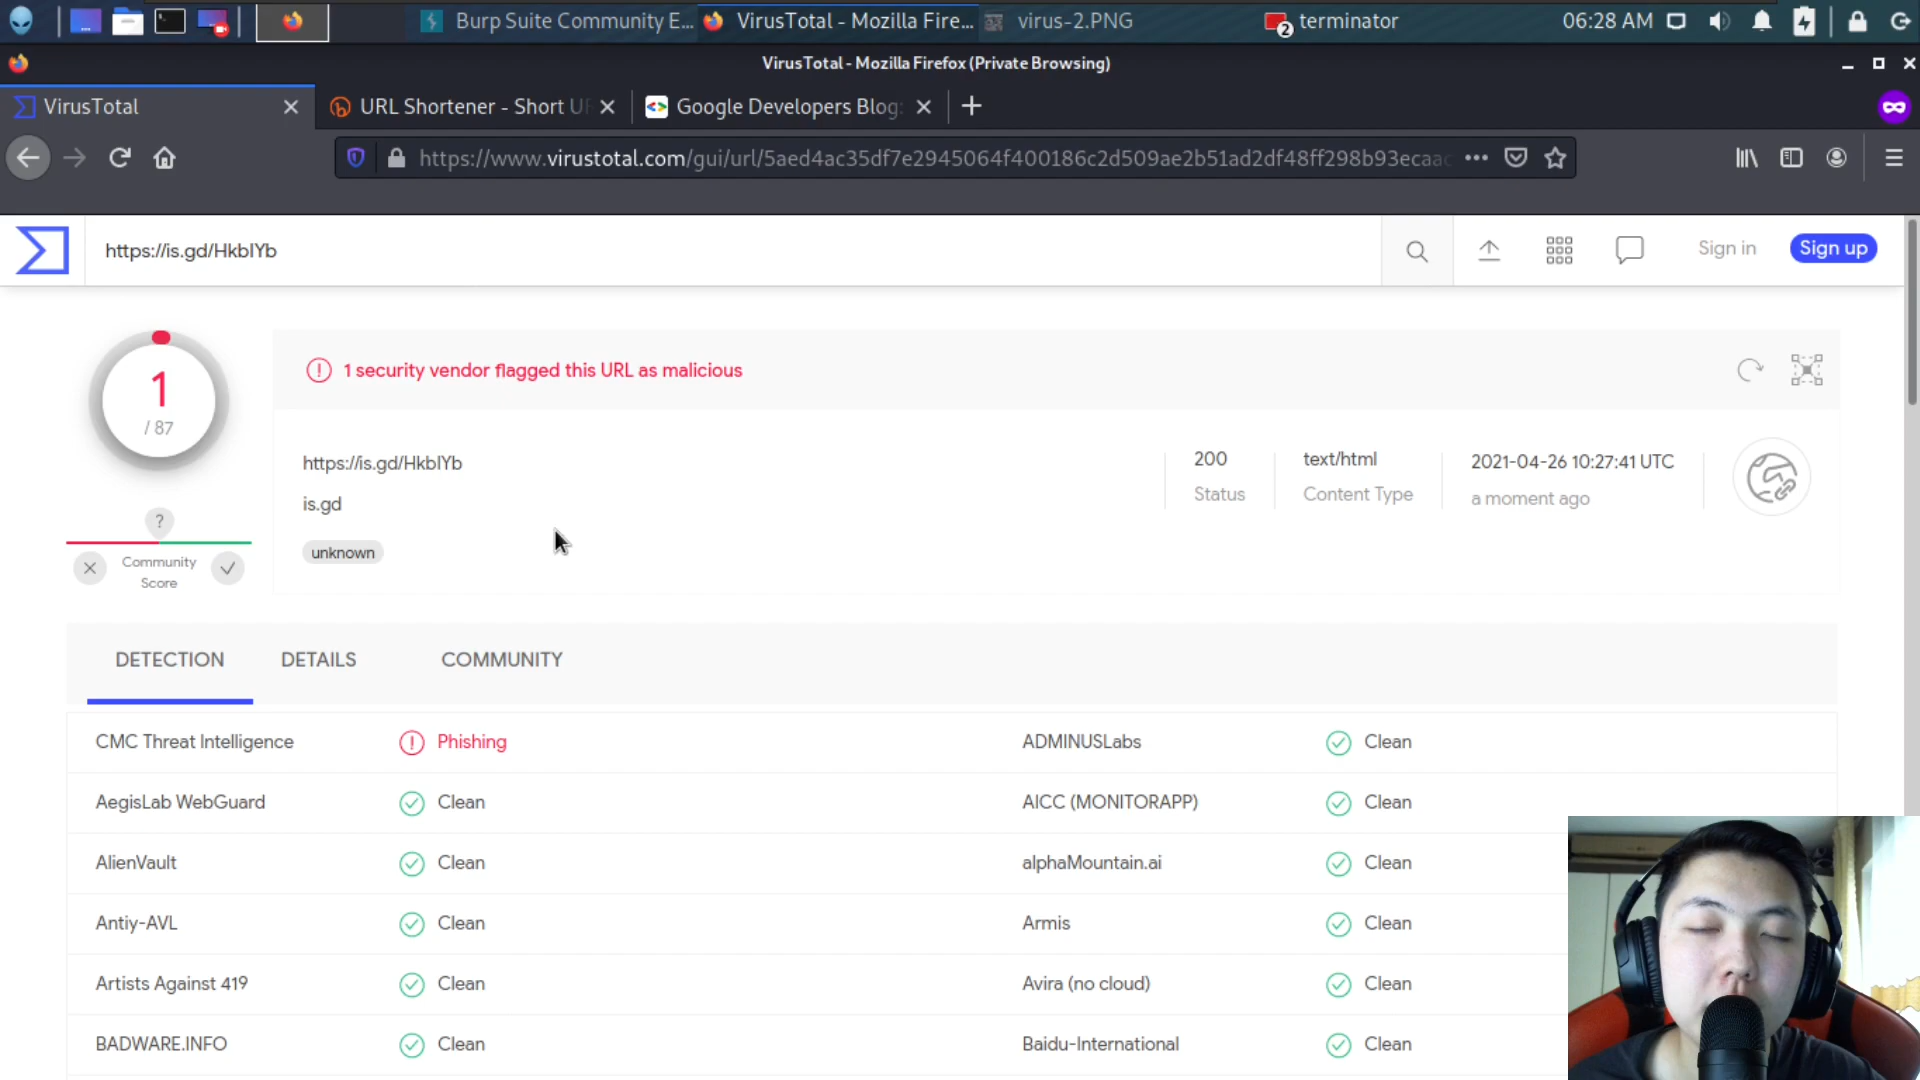 Burp Suite Community E...
VirusTotal - Mozilla Fire...
virus-2.PNG
2
terminator
06:28 AM
VirusTotal - Mozilla Firefox (Private Browsing)
VirusTotal
URL Shortener - Short UR
Google Developers Blog:
https://www.virustotal.com/gui/url/5aed4ac35df7e2945064f400186c2d509ae2b51ad2df48ff298b93ecaac
https://is.gd/HkbIYb
Sign in
Sign up
1
/ 87
1 security vendor flagged this URL as malicious
https://is.gd/HkbIYb
is.gd
unknown
200
Status
text/html
Content Type
2021-04-26 10:27:41 UTC
a moment ago
?
Community
Score
DETECTION
DETAILS
COMMUNITY
CMC Threat Intelligence
Phishing
ADMINUSLabs
Clean
AegisLab WebGuard
Clean
AICC (MONITORAPP)
Clean
AlienVault
Clean
alphaMountain.ai
Clean
Antiy-AVL
Clean
Armis
Clean
Artists Against 419
Clean
Avira (no cloud)
Clean
BADWARE.INFO
Clean
Baidu-International
Clean